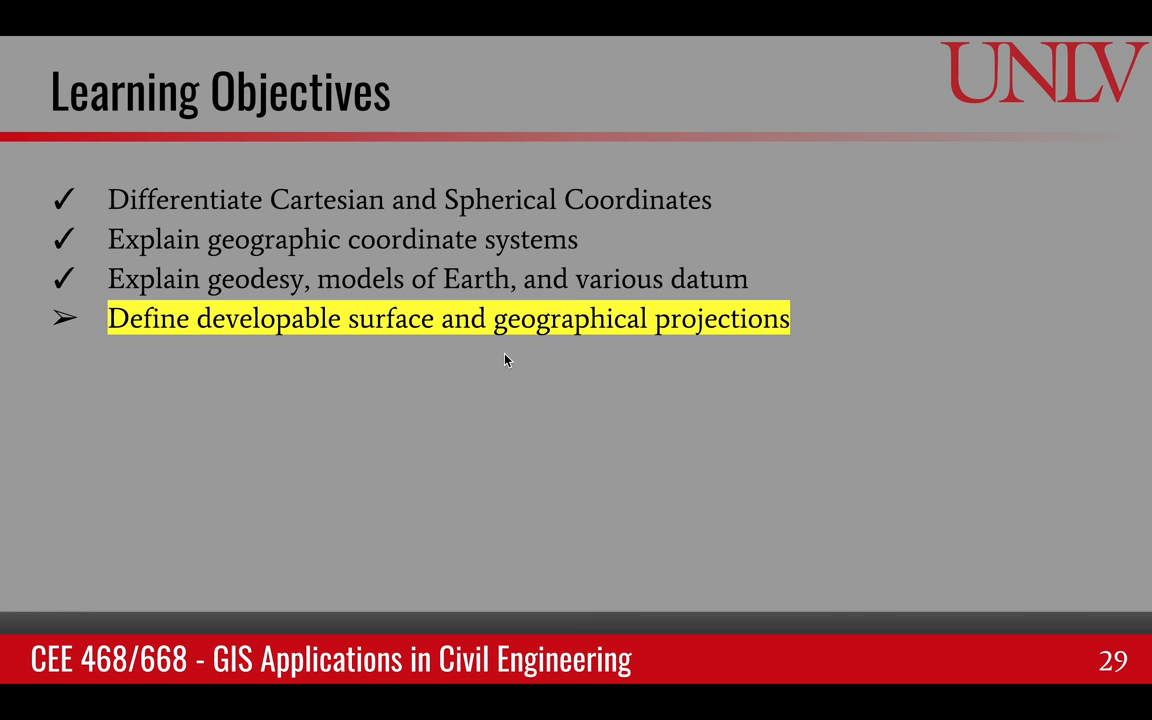 UNLV
Learning Objectives
✓ Differentiate Cartesian and Spherical Coordinates
✓ Explain geographic coordinate systems
✓ Explain geodesy, models of Earth, and various datum
➢ Define developable surface and geographical projections
CEE 468/668 - GIS Applications in Civil Engineering
29